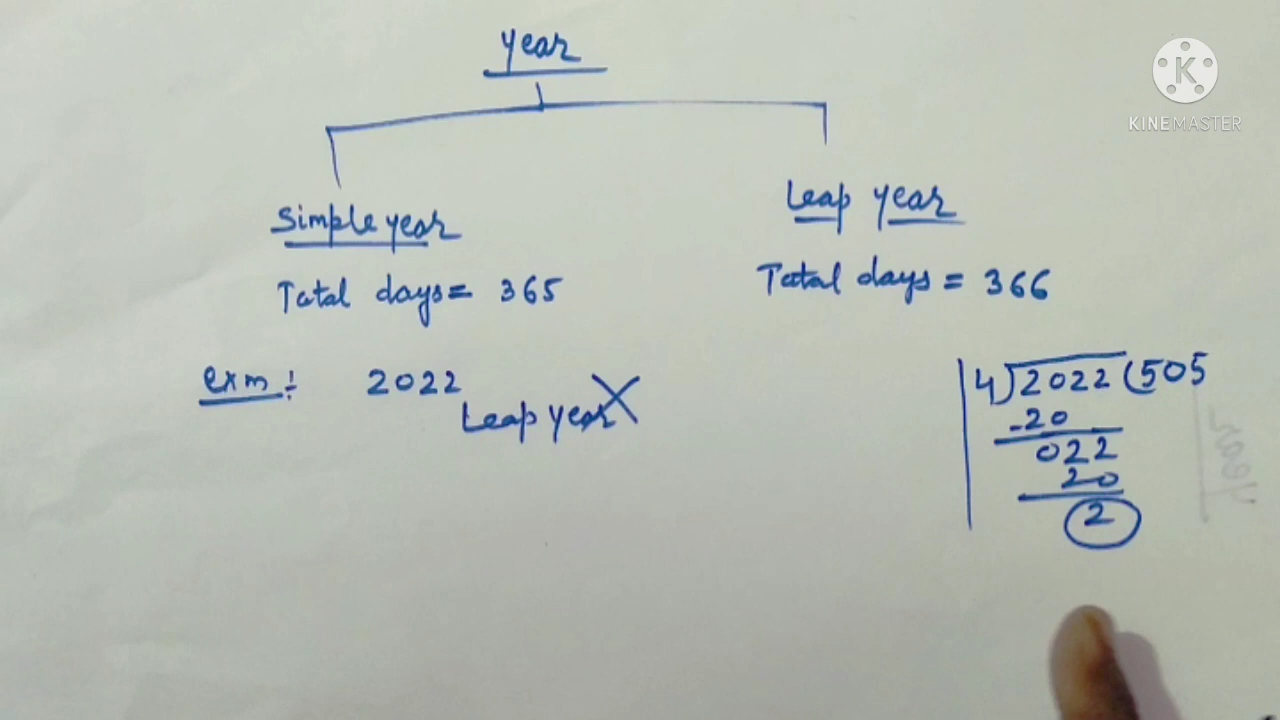 year
Simple year
Total days = 365
Leap year
Total days = 366
exm :- 2022
Leap year X
4)2022(505
-20
022
20
2
year
K
KINEMASTER